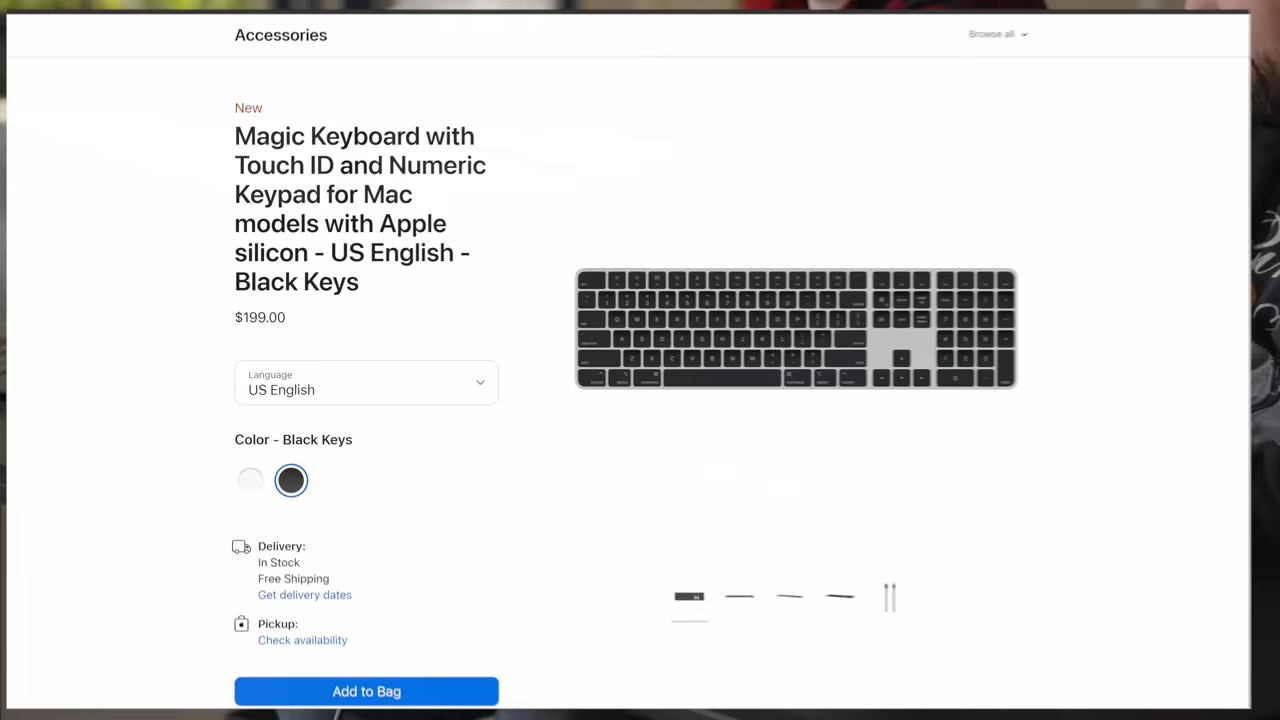 Accessories
Browse all
New
Magic Keyboard with
Touch ID and Numeric
Keypad for Mac
models with Apple
silicon - US English -
Black Keys
$199.00
Language
US English
Color - Black Keys
Delivery:
In Stock
Free Shipping
Get delivery dates
Pickup:
Check availability
Add to Bag